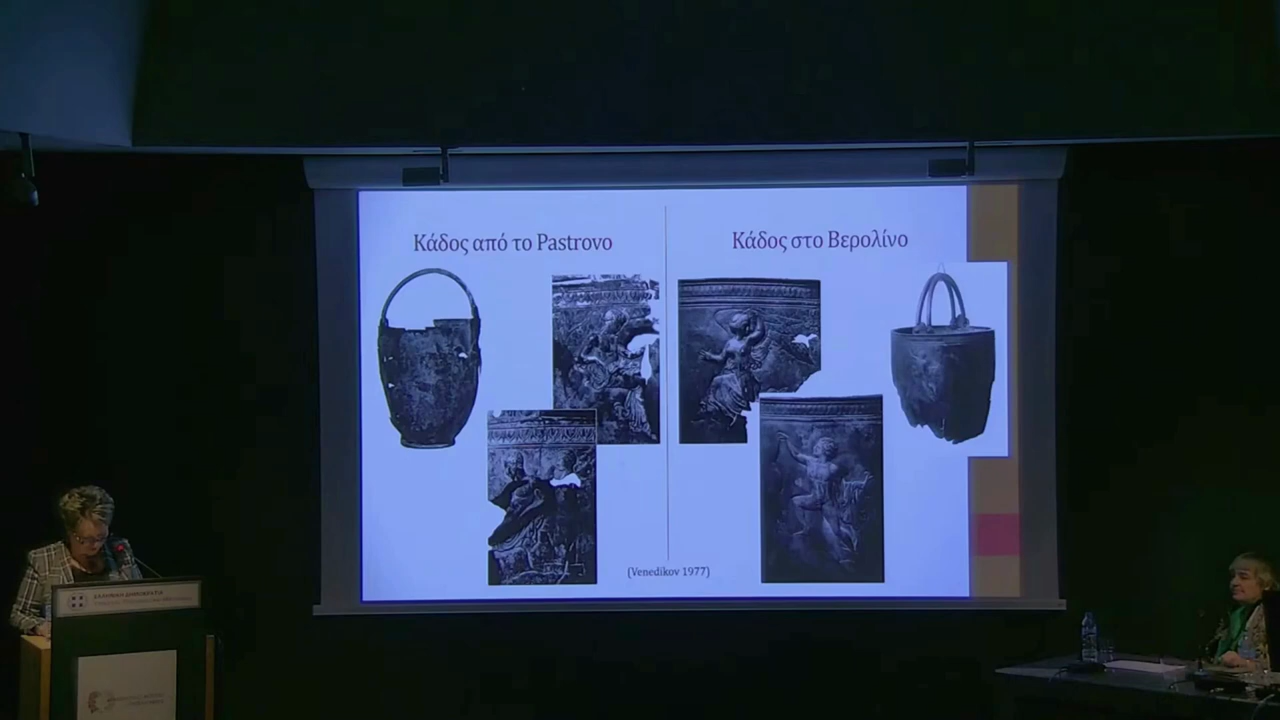 Κάδος από το Pastrovo
Κάδος στο Βερολίνο
(Venedikov 1977)
ΕΛΛΗΝΙΚΗ ΔΗΜΟΚΡΑΤΙΑ